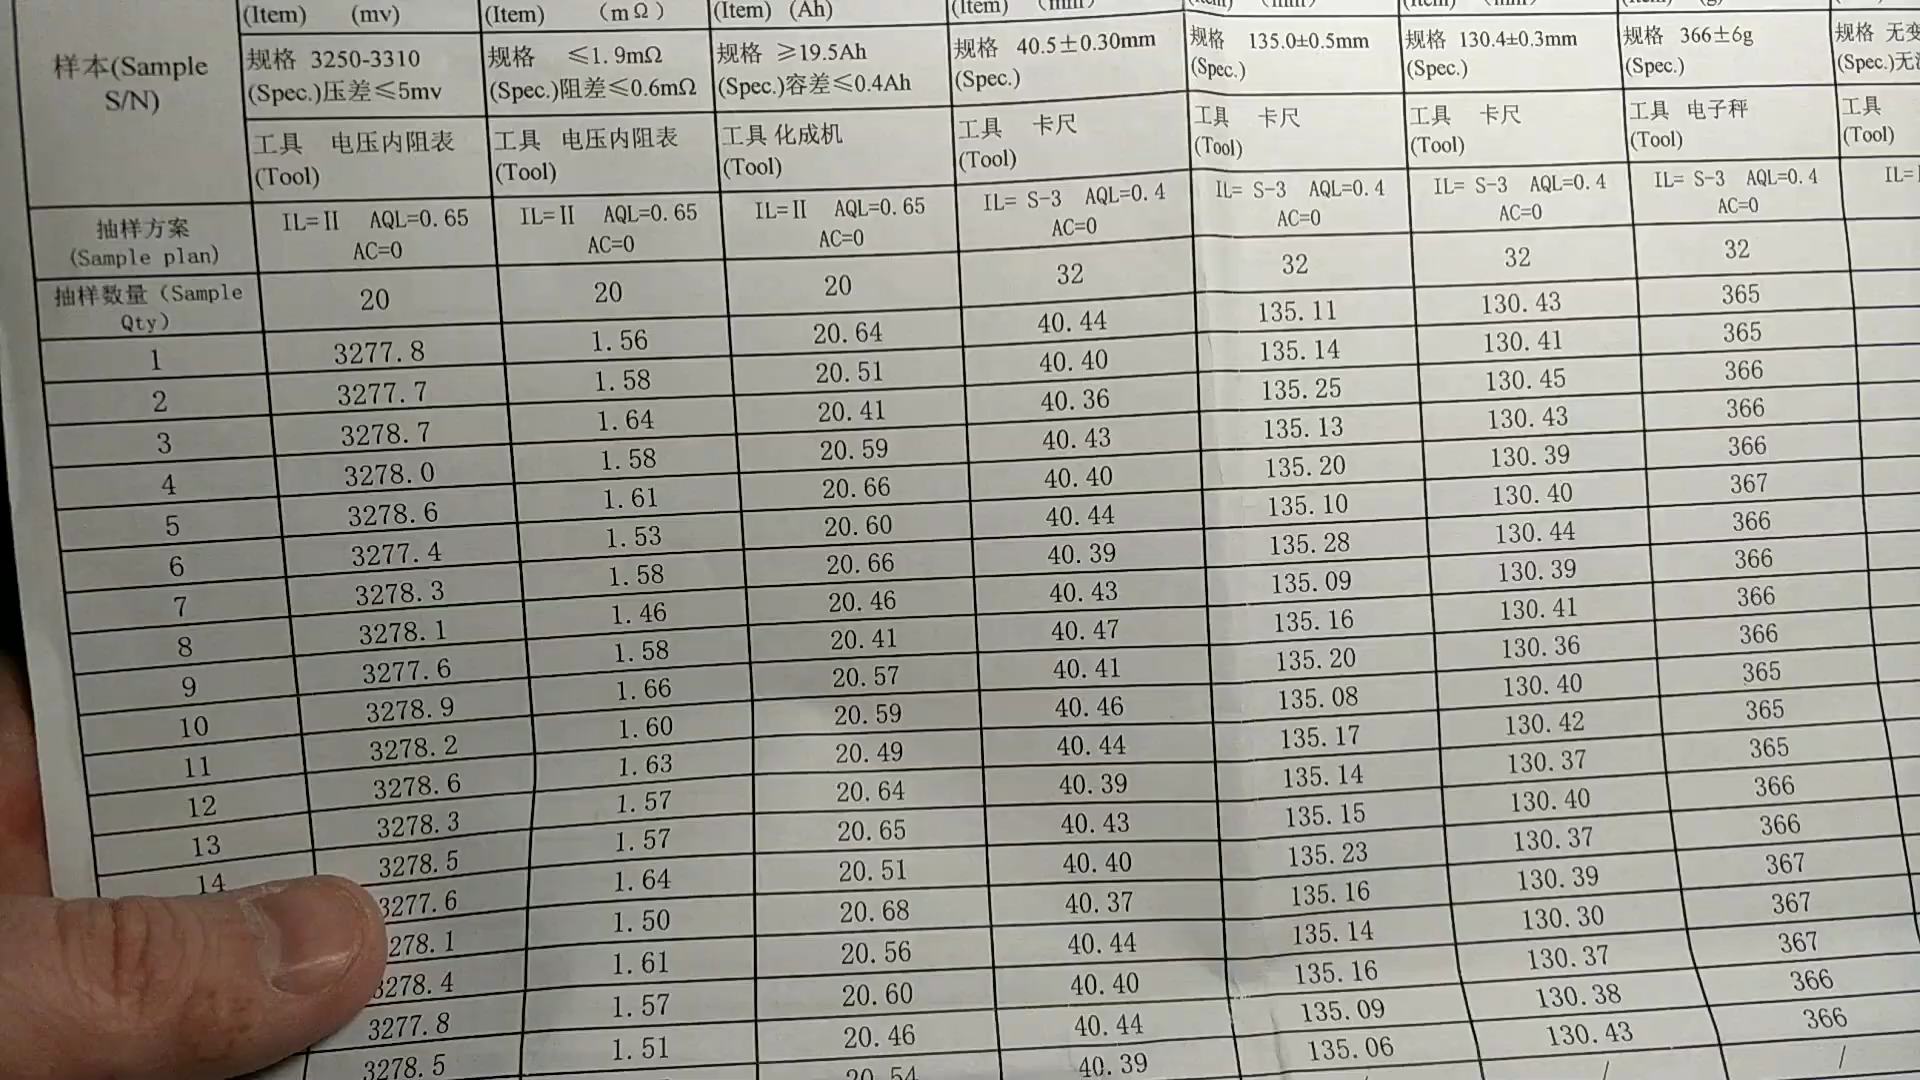 (Item) (mv) (Item) (mΩ) (Item) (Ah) (Item) (mm) (Item) (mm) (Item) (mm) (Item) (g)
样本(Sample S/N)
规格 3250-3310 (Spec.)压差≤5mv
规格 ≤1.9mΩ (Spec.)阻差≤0.6mΩ
规格 ≥19.5Ah (Spec.)容差≤0.4Ah
规格 40.5±0.30mm (Spec.)
规格 135.0±0.5mm (Spec.)
规格 130.4±0.3mm (Spec.)
规格 366±6g (Spec.)
规格 无变 (Spec.)无
工具 电压内阻表 (Tool)
工具 电压内阻表 (Tool)
工具 化成机 (Tool)
工具 卡尺 (Tool)
工具 卡尺 (Tool)
工具 卡尺 (Tool)
工具 电子秤 (Tool)
工具 (Tool)
抽样方案 (Sample plan)
IL=Ⅱ AQL=0.65 AC=0
IL=Ⅱ AQL=0.65 AC=0
IL=Ⅱ AQL=0.65 AC=0
IL= S-3 AQL=0.4 AC=0
IL= S-3 AQL=0.4 AC=0
IL= S-3 AQL=0.4 AC=0
IL= S-3 AQL=0.4 AC=0
IL=
抽样数量(Sample Qty) 20 20 20 32 32 32 32
1 3277.8 1.56 20.64 40.44 135.11 130.43 365
2 3277.7 1.58 20.51 40.40 135.14 130.41 365
3 3278.7 1.64 20.41 40.36 135.25 130.45 366
4 3278.0 1.58 20.59 40.43 135.13 130.43 366
5 3278.6 1.61 20.66 40.40 135.20 130.39 366
6 3277.4 1.53 20.60 40.44 135.10 130.40 367
7 3278.3 1.58 20.66 40.39 135.28 130.44 366
8 3278.1 1.46 20.46 40.43 135.09 130.39 366
9 3277.6 1.58 20.41 40.47 135.16 130.41 366
10 3278.9 1.66 20.57 40.41 135.20 130.36 366
11 3278.2 1.60 20.59 40.46 135.08 130.40 365
12 3278.6 1.63 20.49 40.44 135.17 130.42 365
13 3278.3 1.57 20.64 40.39 135.14 130.37 365
14 3278.5 1.57 20.65 40.43 135.15 130.40 366
3277.6 1.64 20.51 40.40 135.23 130.37 366
278.1 1.50 20.68 40.37 135.16 130.39 367
3278.4 1.61 20.56 40.44 135.14 130.30 367
3277.8 1.57 20.60 40.40 135.16 130.37 367
3278.5 1.51 20.46 40.44 135.09 130.38 366
20.54 40.39 135.06 130.43 366
/ /